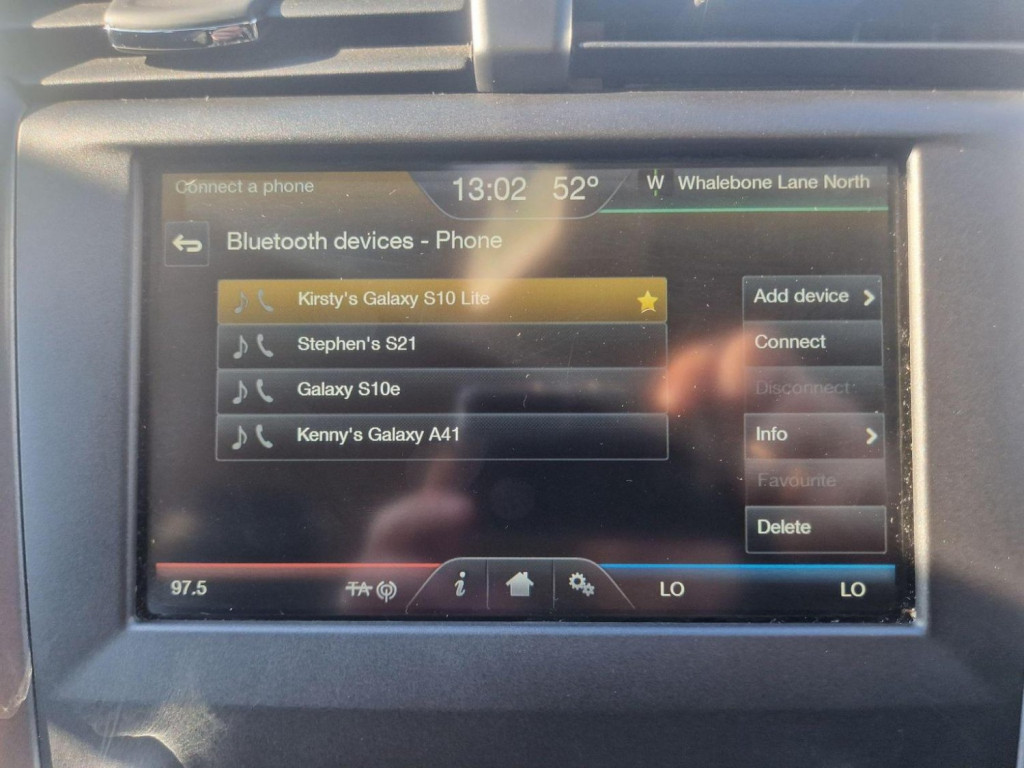 Connect a phone
13:02 52°
W Whalebone Lane North
Bluetooth devices - Phone
Kirsty's Galaxy S10 Lite
Stephen's S21
Galaxy S10e
Kenny's Galaxy A41
Add device
Connect
Disconnect
Info
Favourite
Delete
97.5
TA
i
LO
LO